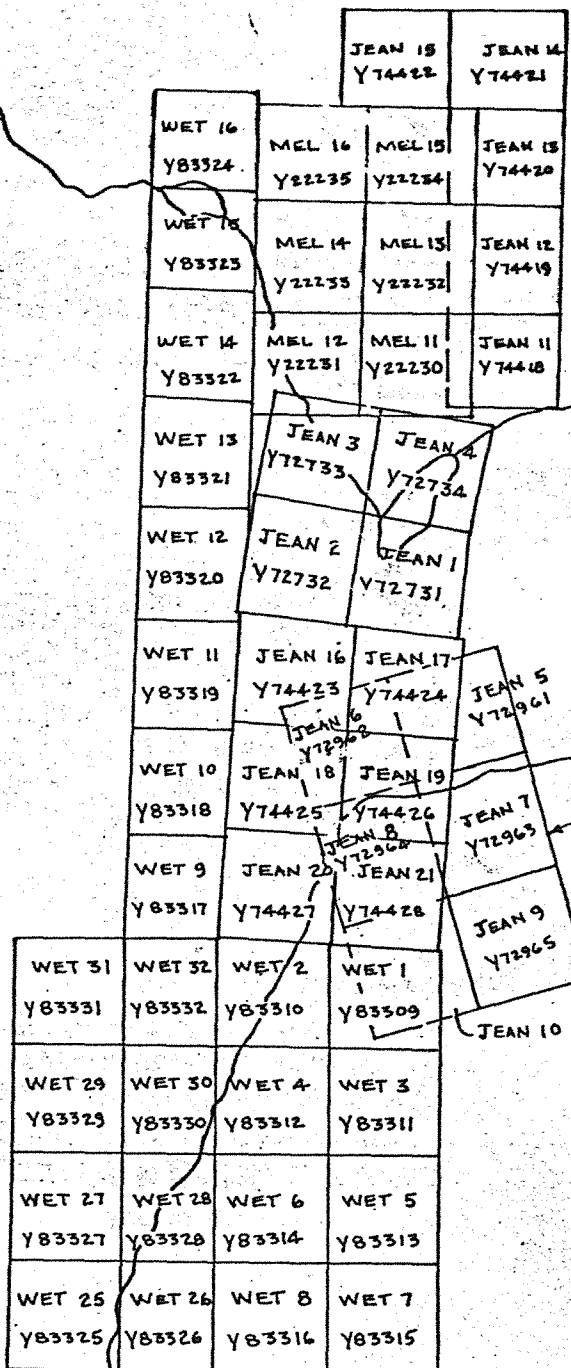 JEAN 15
Y74422
JEAN 14
Y74421
WET 16
Y83324
MEL 16
Y22235
MEL 15
Y22234
JEAN 13
Y74420
WET 15
Y83323
MEL 14
Y22233
MEL 13
Y22232
JEAN 12
Y74419
WET 14
Y83322
MEL 12
Y22231
MEL 11
Y22230
JEAN 11
Y74418
WET 13
Y83321
JEAN 3
Y72733
JEAN 4
Y72734
WET 12
Y83320
JEAN 2
Y72732
JEAN 1
Y72731
WET 11
Y83319
JEAN 16
Y74423
JEAN 17
Y74424
JEAN 5
Y72961
JEAN 6
Y72962
WET 10
Y83318
JEAN 18
Y74425
JEAN 19
Y74426
JEAN 7
Y72963
JEAN 8
Y72964
WET 9
Y83317
JEAN 20
Y74427
JEAN 21
Y74428
JEAN 9
Y72965
WET 31
Y83331
WET 32
Y83332
WET 2
Y83310
WET 1
Y83309
JEAN 10
WET 29
Y83329
WET 30
Y83330
WET 4
Y83312
WET 3
Y83311
WET 27
Y83327
WET 28
Y83328
WET 6
Y83314
WET 5
Y83313
WET 25
Y83325
WET 26
Y83326
WET 8
Y83316
WET 7
Y83315